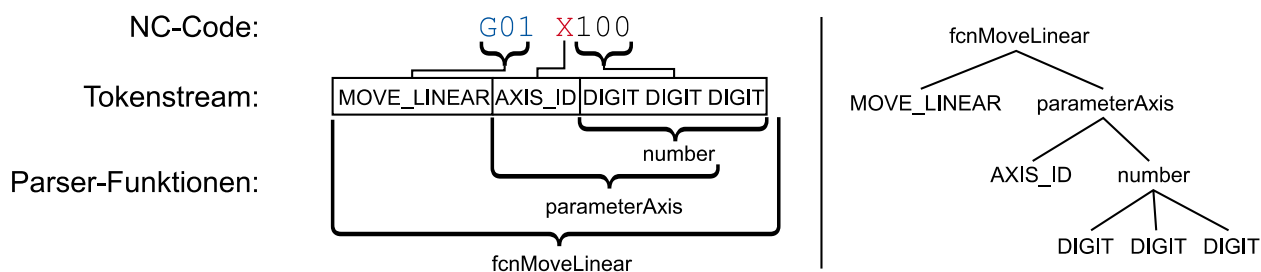 NC-Code: G01 X100
Tokenstream: MOVE_LINEAR AXIS_ID DIGIT DIGIT DIGIT
Parser-Funktionen: number
parameterAxis
fcnMoveLinear
fcnMoveLinear
MOVE_LINEAR parameterAxis
AXIS_ID number
DIGIT DIGIT DIGIT